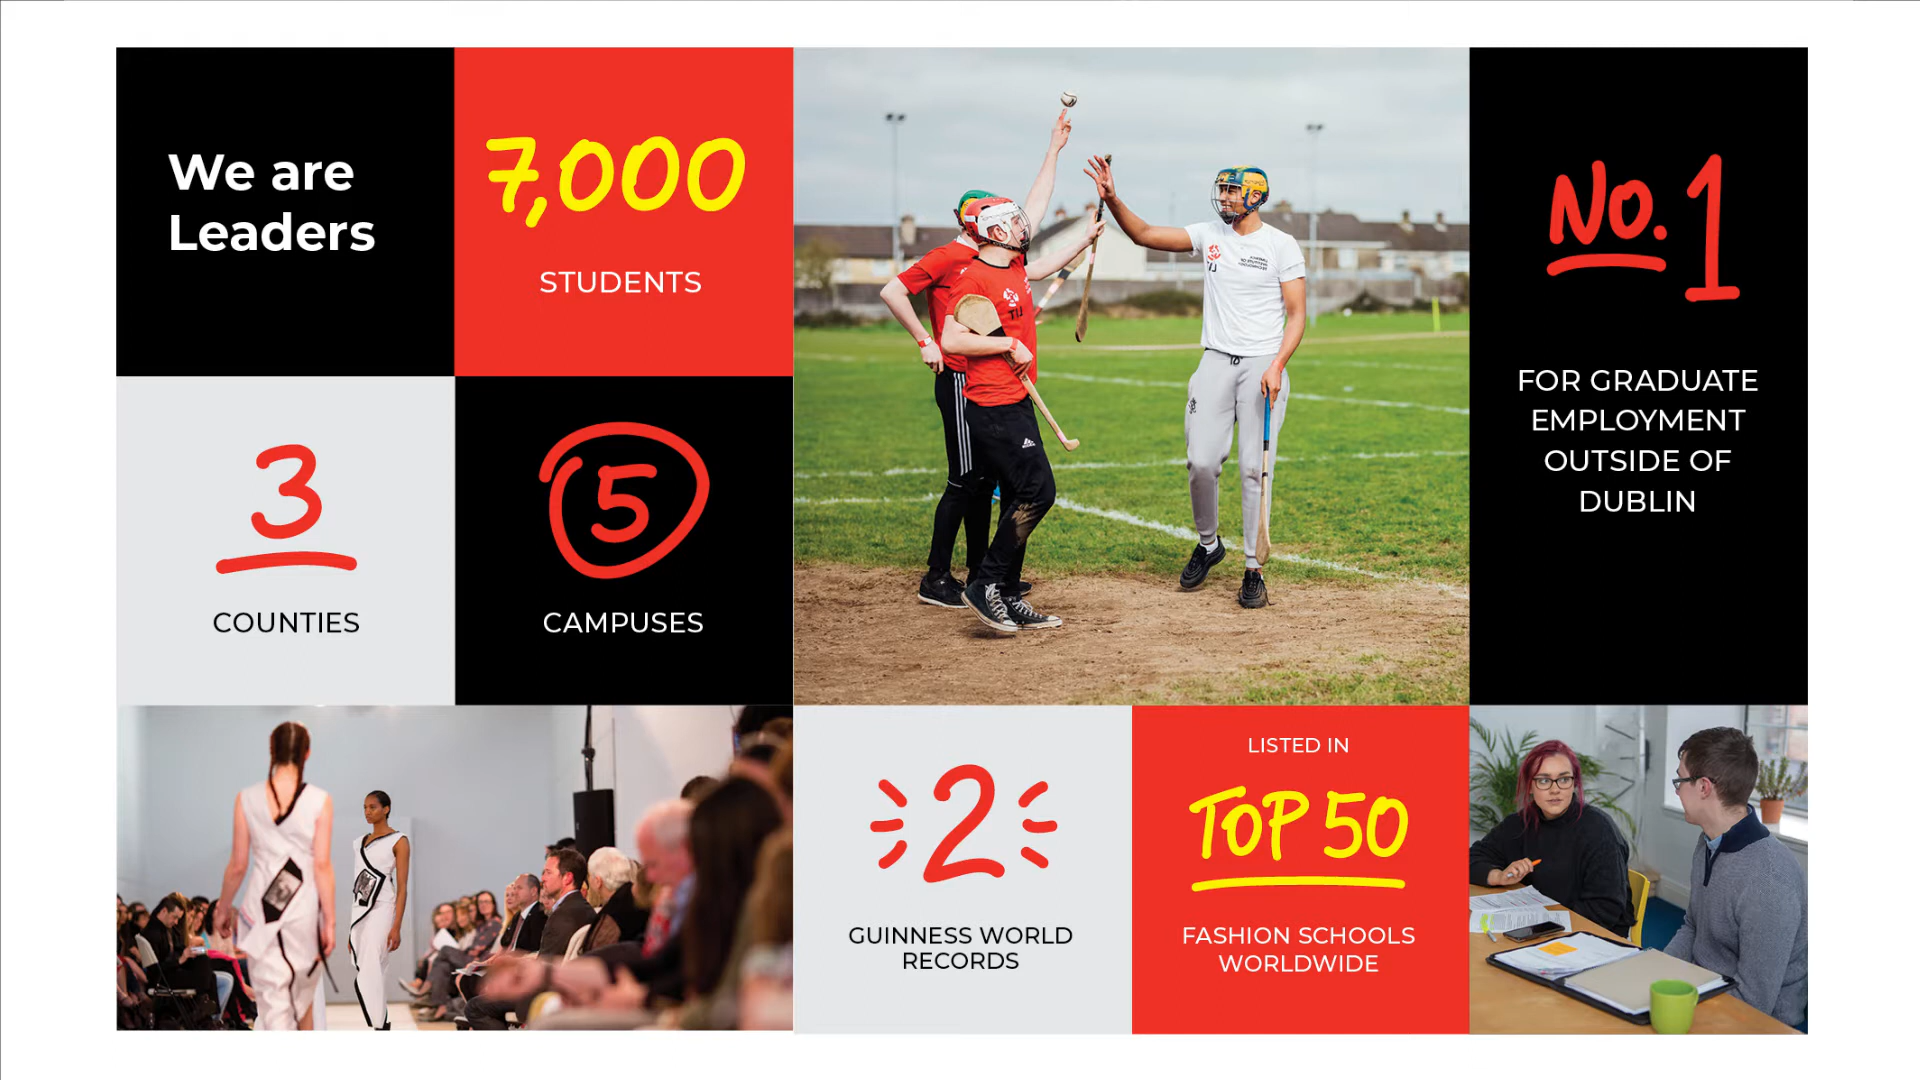 We are
Leaders
7,000
STUDENTS
3
COUNTIES
5
CAMPUSES
No. 1
FOR GRADUATE
EMPLOYMENT
OUTSIDE OF
DUBLIN
2
GUINNESS WORLD
RECORDS
LISTED IN
TOP 50
FASHION SCHOOLS
WORLDWIDE